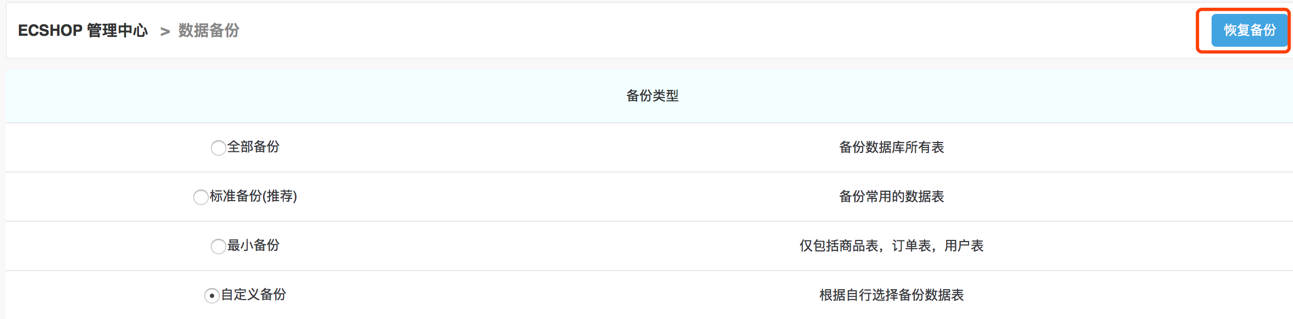 ECSHOP 管理中心 > 数据备份 恢复备份
备份类型
全部备份 备份数据库所有表
标准备份(推荐) 备份常用的数据表
最小备份 仅包括商品表，订单表，用户表
自定义备份 根据自行选择备份数据表